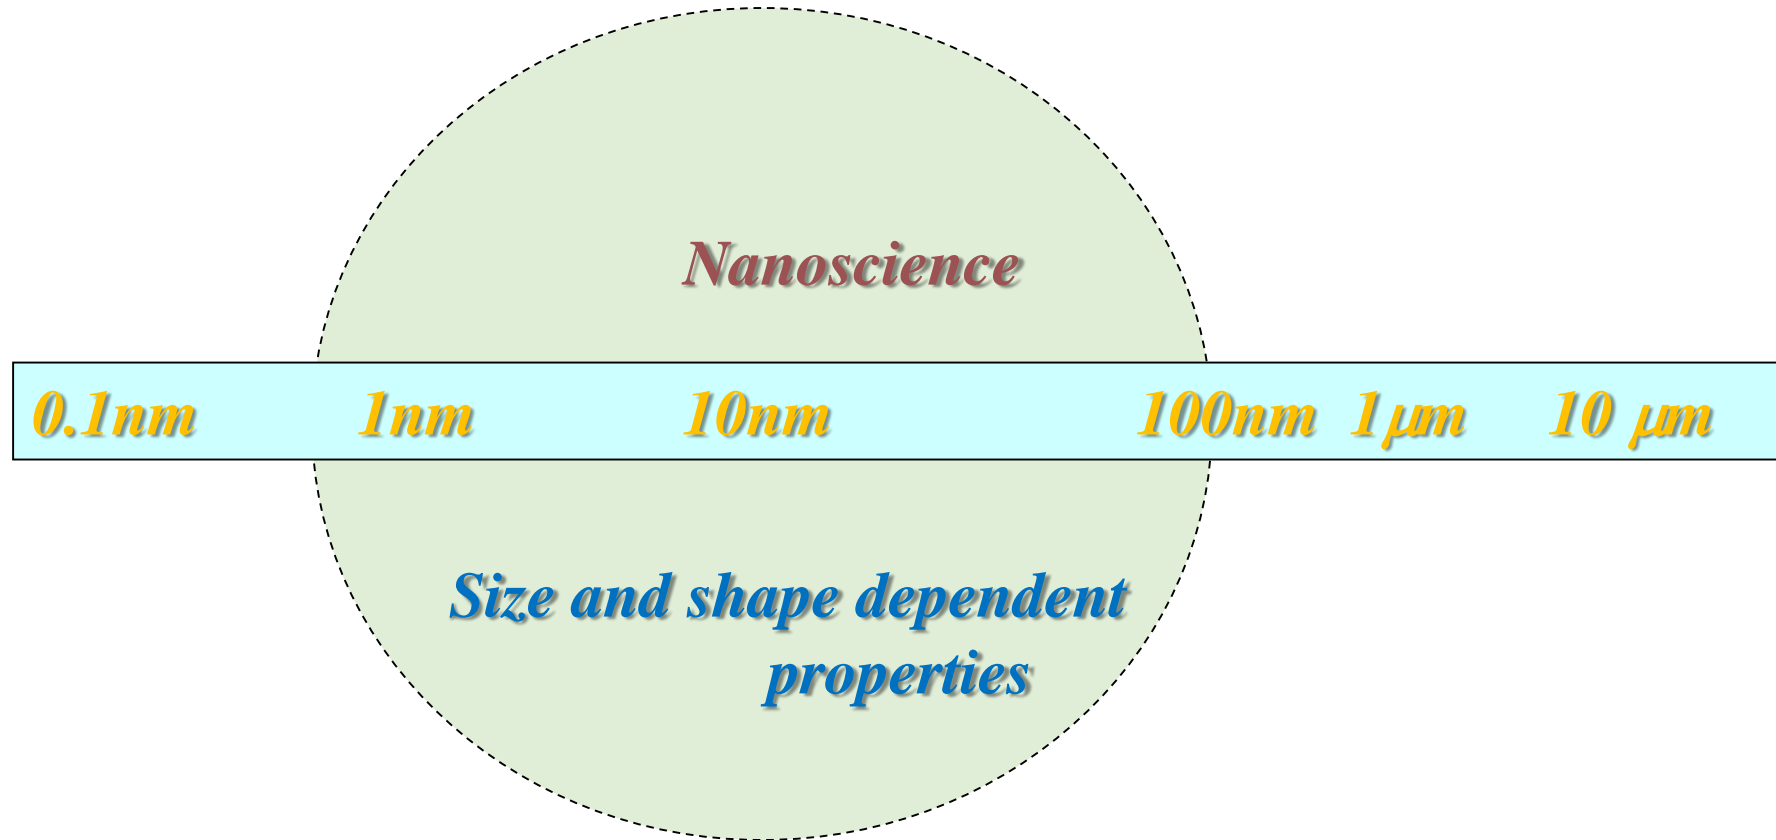 Nanoscience
0.1nm 1nm 10nm 100nm 1μm 10 μm
Size and shape dependent
properties